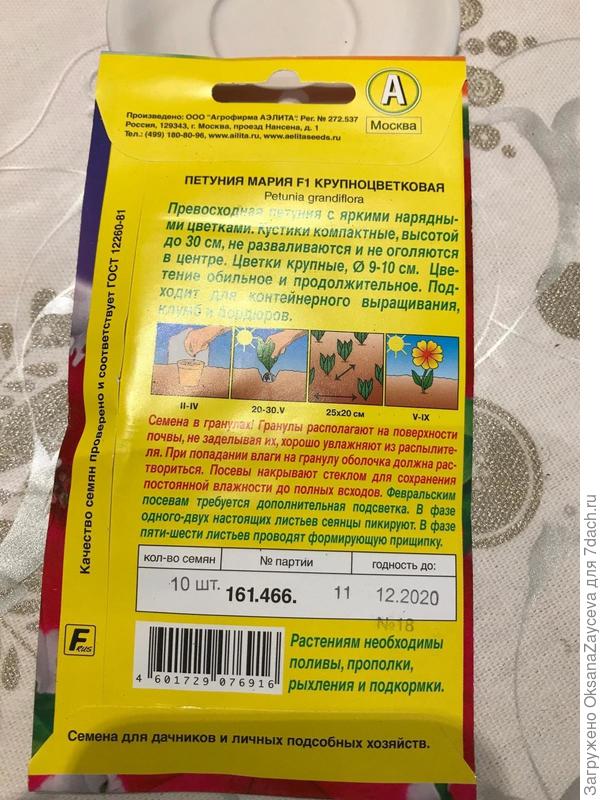 Произведено: ООО "Агрофирма АЭЛИТА". Рег. № 272.537
Россия, 129343, г. Москва, проезд Нансена, д. 1
Тел.: (499) 180-80-96, www.ailita.ru, www.aelitaseeds.ru
А
Москва
ПЕТУНИЯ МАРИЯ F1 КРУПНОЦВЕТКОВАЯ
Petunia grandiflora
Превосходная петуния с яркими нарядны-
ми цветками. Кустики компактные, высотой
до 30 см, не разваливаются и не оголяются
в центре. Цветки крупные, Ø 9-10 см. Цве-
тение обильное и продолжительное. Под-
ходит для контейнерного выращивания,
клумб и бордюров.
II-IV
20-30.V
25х20 см
V-IX
Семена в гранулах! Гранулы располагают на поверхности
почвы, не заделывая их, хорошо увлажняют из распылите-
ля. При попадании влаги на гранулу оболочка должна рас-
твориться. Посевы накрывают стеклом для сохранения
постоянной влажности до полных всходов. Февральским
посевам требуется дополнительная подсветка. В фазе
одного-двух настоящих листьев сеянцы пикируют. В фазе
пяти-шести листьев проводят формирующую прищипку.
кол-во семян № партии годность до:
10 шт. 161.466. 11 12.2020
№18
4 601729 076916
Растениям необходимы
поливы, прополки,
рыхления и подкормки.
F RUS
Семена для дачников и личных подсобных хозяйств.
Качество семян проверено и соответствует ГОСТ 12260-81
Загружено OksanaZayceva для 7dach.ru